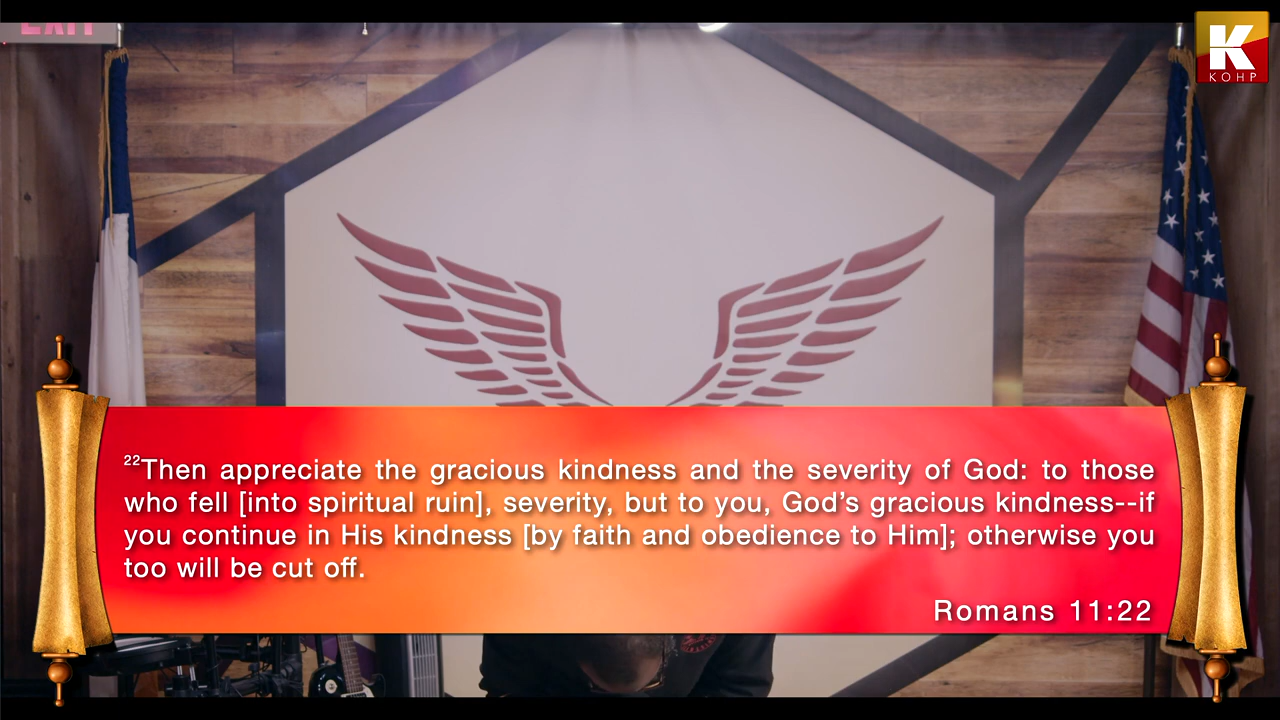 EXIT
K
KOHP
22Then appreciate the gracious kindness and the severity of God: to those
who fell [into spiritual ruin], severity, but to you, God’s gracious kindness--if
you continue in His kindness [by faith and obedience to Him]; otherwise you
too will be cut off.
Romans 11:22